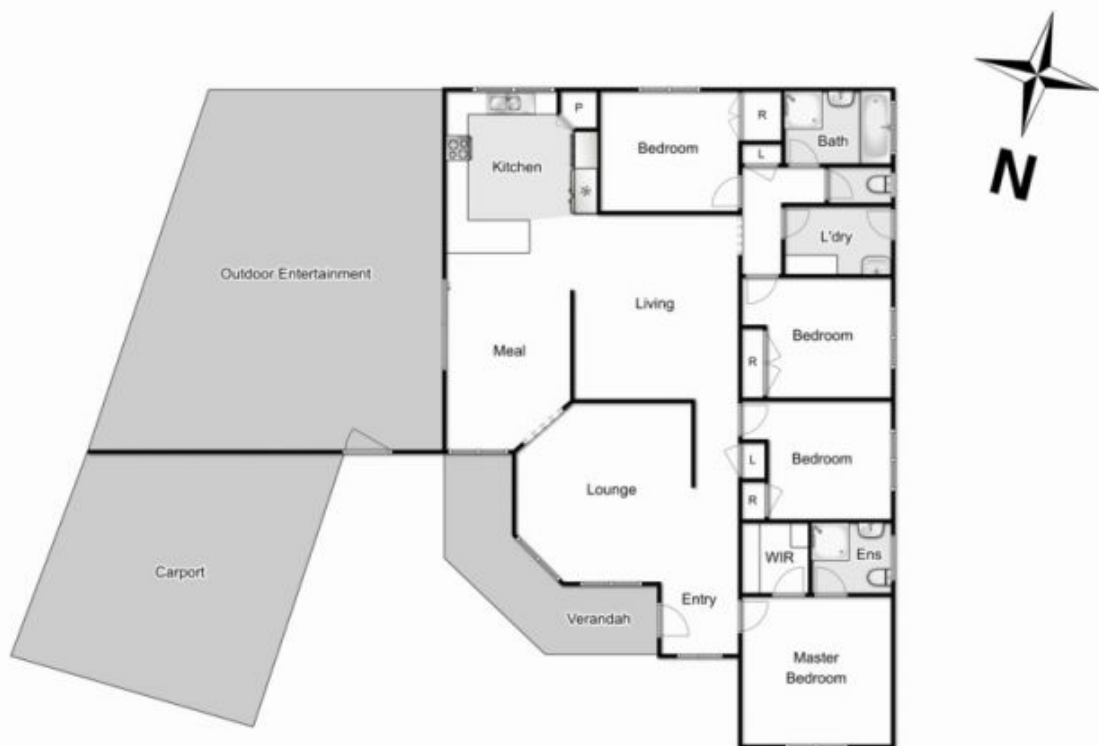 P
R
Bedroom
Bath
L
Kitchen
N
L'dry
Outdoor Entertainment
Living
Bedroom
Meal
R
Bedroom
L
Lounge
R
WIR
Ens
Carport
Entry
Verandah
Master
Bedroom